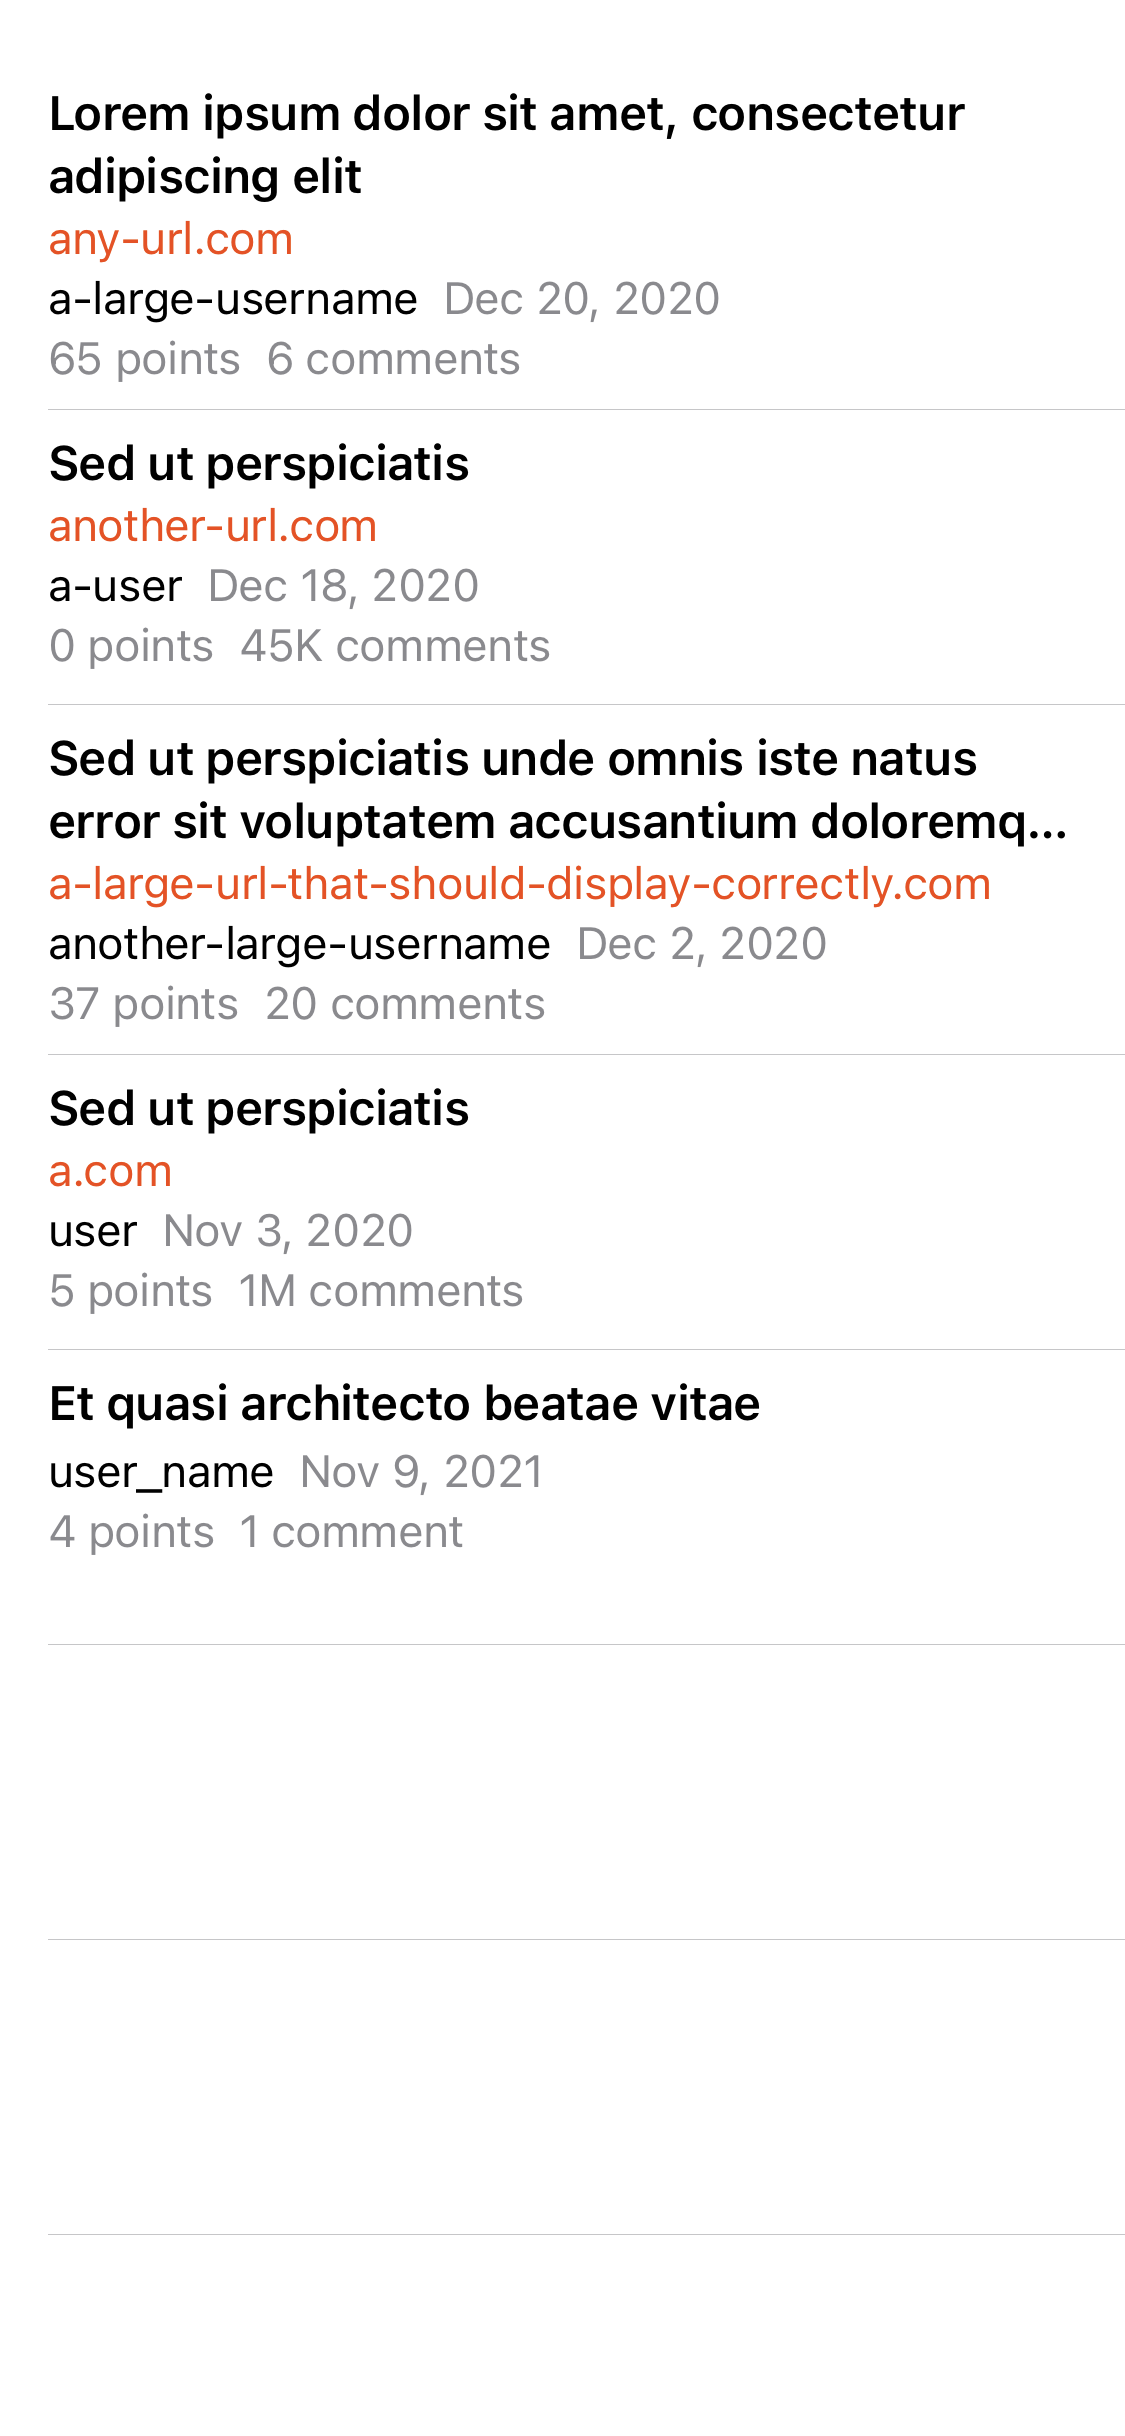 Lorem ipsum dolor sit amet, consectetur
adipiscing elit
any-url.com
a-large-username Dec 20, 2020
65 points 6 comments
Sed ut perspiciatis
another-url.com
a-user Dec 18, 2020
0 points 45K comments
Sed ut perspiciatis unde omnis iste natus
error sit voluptatem accusantium doloremq...
a-large-url-that-should-display-correctly.com
another-large-username Dec 2, 2020
37 points 20 comments
Sed ut perspiciatis
a.com
user Nov 3, 2020
5 points 1M comments
Et quasi architecto beatae vitae
user_name Nov 9, 2021
4 points 1 comment